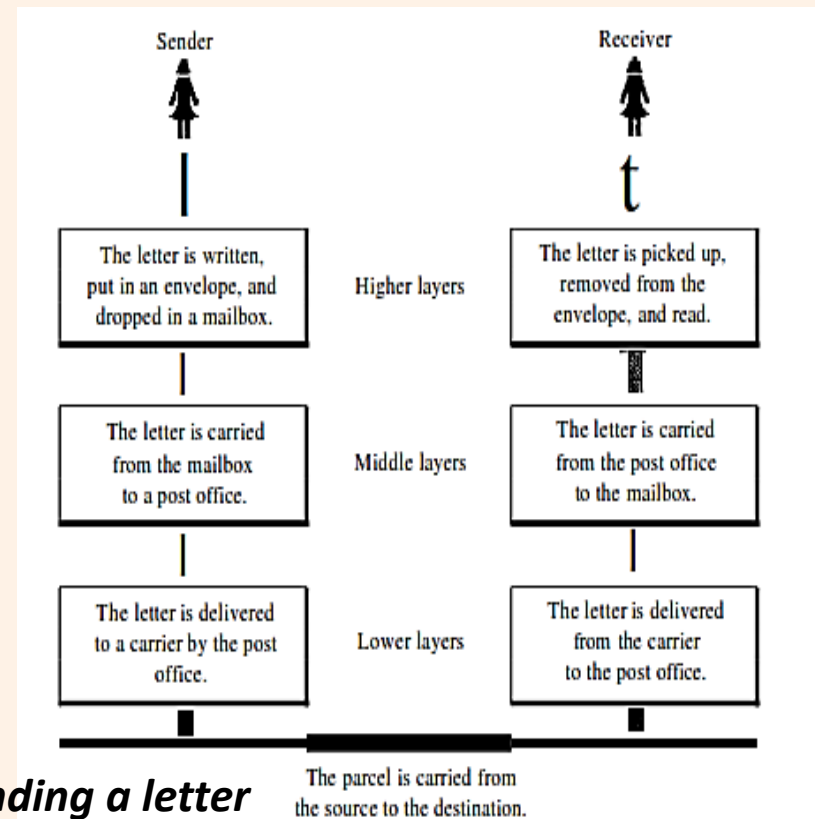 Sender
Receiver
t
The letter is written,
put in an envelope, and
dropped in a mailbox.
Higher layers
The letter is picked up,
removed from the
envelope, and read.
The letter is carried
from the mailbox
to a post office.
Middle layers
The letter is carried
from the post office
to the mailbox.
The letter is delivered
to a carrier by the post
office.
Lower layers
The letter is delivered
from the carrier
to the post office.
The parcel is carried from
the source to the destination.
nding a letter